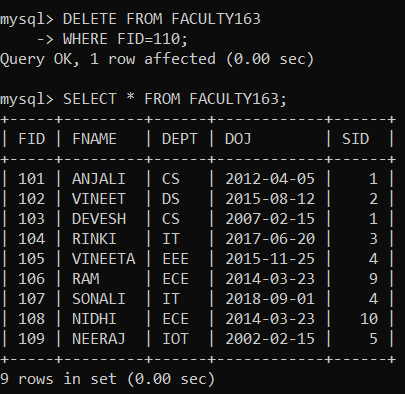 mysql> DELETE FROM FACULTY163
    -> WHERE FID=110;
Query OK, 1 row affected (0.00 sec)

mysql> SELECT * FROM FACULTY163;
+-----+---------+------+------------+------+
| FID | FNAME   | DEPT | DOJ        | SID  |
+-----+---------+------+------------+------+
| 101 | ANJALI  | CS   | 2012-04-05 |    1 |
| 102 | VINEET  | DS   | 2015-08-12 |    2 |
| 103 | DEVESH  | CS   | 2007-02-15 |    1 |
| 104 | RINKI   | IT   | 2017-06-20 |    3 |
| 105 | VINEETA | EEE  | 2015-11-25 |    4 |
| 106 | RAM     | ECE  | 2014-03-23 |    9 |
| 107 | SONALI  | IT   | 2018-09-01 |    4 |
| 108 | NIDHI   | ECE  | 2014-03-23 |   10 |
| 109 | NEERAJ  | IOT  | 2002-02-15 |    5 |
+-----+---------+------+------------+------+
9 rows in set (0.00 sec)